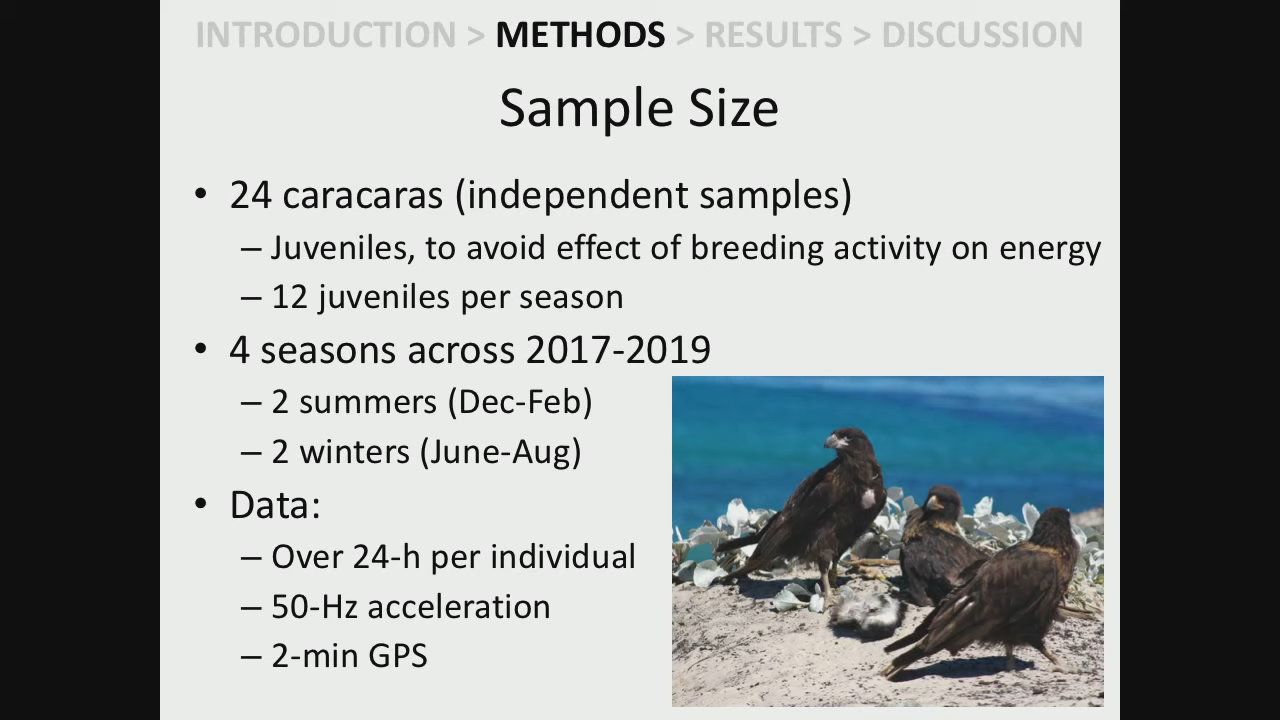 INTRODUCTION > METHODS > RESULTS > DISCUSSION
Sample Size
• 24 caracaras (independent samples)
– Juveniles, to avoid effect of breeding activity on energy
– 12 juveniles per season
• 4 seasons across 2017-2019
– 2 summers (Dec-Feb)
– 2 winters (June-Aug)
• Data:
– Over 24-h per individual
– 50-Hz acceleration
– 2-min GPS